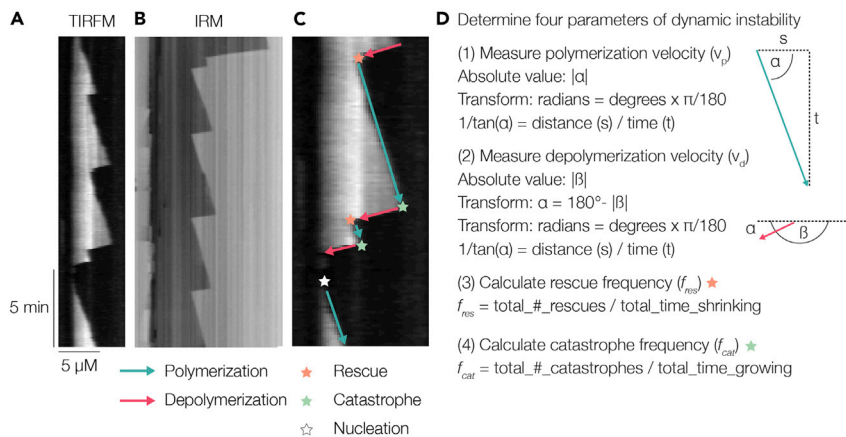 A
TIRFM
B
IRM
C
5 min
5 µM
Polymerization
Depolymerization
Rescue
Catastrophe
Nucleation
D Determine four parameters of dynamic instability
(1) Measure polymerization velocity (vp)
Absolute value: |α|
Transform: radians = degrees x π/180
1/tan(α) = distance (s) / time (t)
s
α
t
(2) Measure depolymerization velocity (vd)
Absolute value: |ß|
Transform: α = 180°- |ß|
Transform: radians = degrees x π/180
1/tan(α) = distance (s) / time (t)
α
ß
(3) Calculate rescue frequency (fres)
fres = total_#_rescues / total_time_shrinking
(4) Calculate catastrophe frequency (fcat)
fcat = total_#_catastrophes / total_time_growing